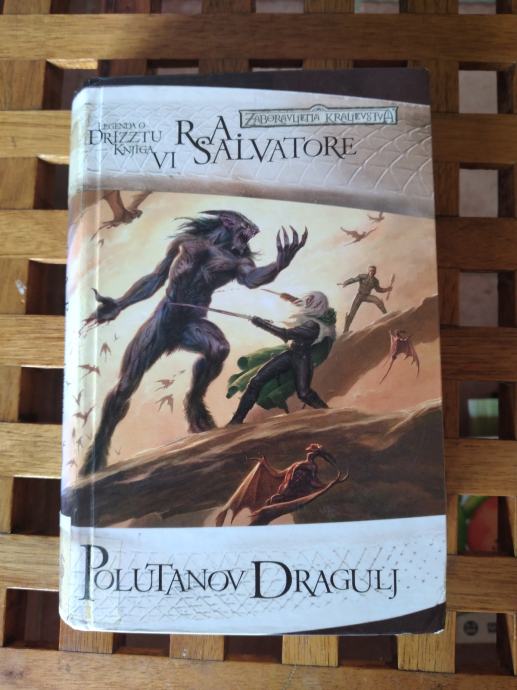 LEGENDA O
DRIZZTU
KNJIGA
VI
R. A.
SALVATORE
ZABORAVLJENA KRALJEVSTVA
POLUTANOV DRAGULJ